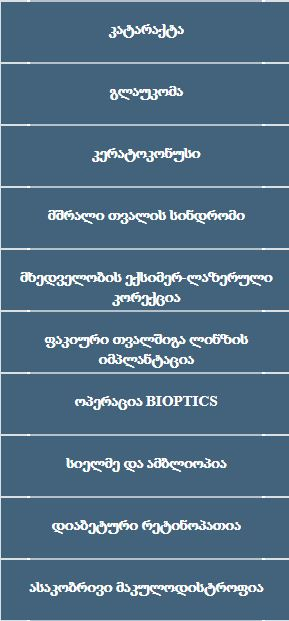 კატარაქტა
გლაუკომა
კერატოკონუსი
მშრალი თვალის სინდრომი
მხედველობის ექსიმერ-ლაზერული
კორექცია
ფაკიური თვალშიგა ლინზის
იმპლანტაცია
ოპერაცია BIOPTICS
სიელმე და ამბლიოპია
დიაბეტური რეტინოპათია
ასაკობრივი მაკულოდისტროფია